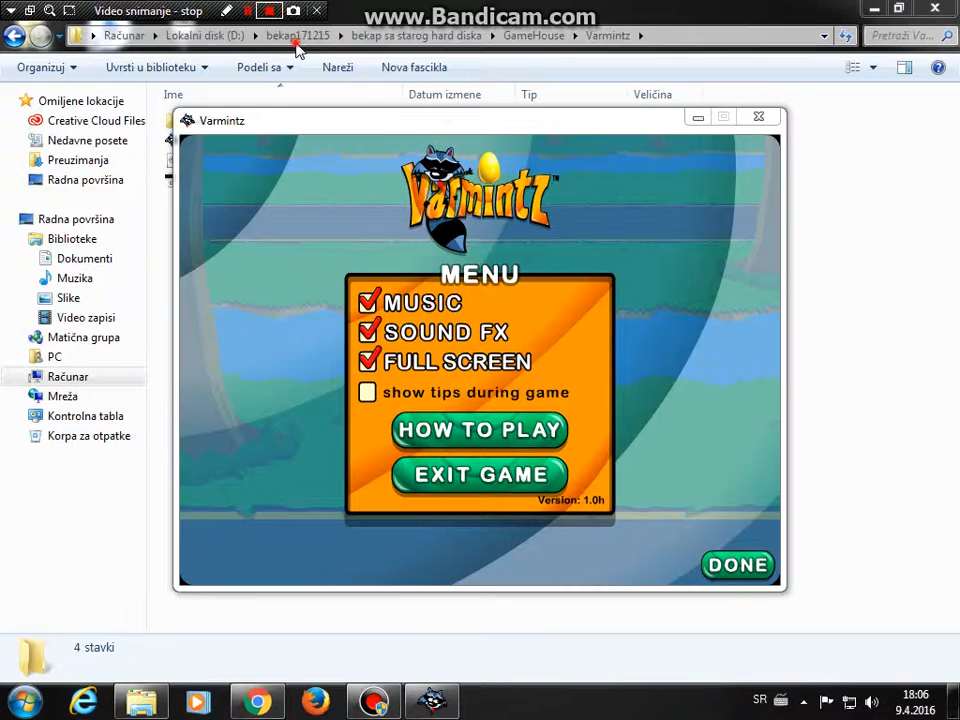 Video snimanje - stop
www.Bandicam.com
Računar Lokalni disk (D:) bekap171215 bekap sa starog hard diska GameHouse Varmintz
Pretraži Va...
Organizuj Uvrsti u biblioteku Podeli sa Nareži Nova fascikla
Ime Datum izmene Tip Veličina
Omiljene lokacije
Creative Cloud Files
Nedavne posete
Preuzimanja
Radna površina
Radna površina
Biblioteke
Dokumenti
Muzika
Slike
Video zapisi
Matična grupa
PC
Računar
Mreža
Kontrolna tabla
Korpa za otpatke
Varmintz
Varmintz™
MENU
MUSIC
SOUND FX
FULL SCREEN
show tips during game
HOW TO PLAY
EXIT GAME
Version: 1.0h
DONE
4 stavki
SR
18:06
9.4.2016